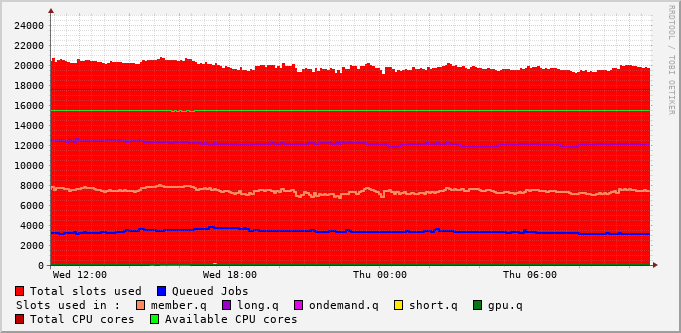 24000
22000
20000
18000
16000
14000
12000
10000
8000
6000
4000
2000
0
Wed 12:00 Wed 18:00 Thu 00:00 Thu 06:00
RRDTOOL / TOBI OETIKER
Total slots used Queued Jobs
Slots used in : member.q long.q ondemand.q short.q gpu.q
Total CPU cores Available CPU cores